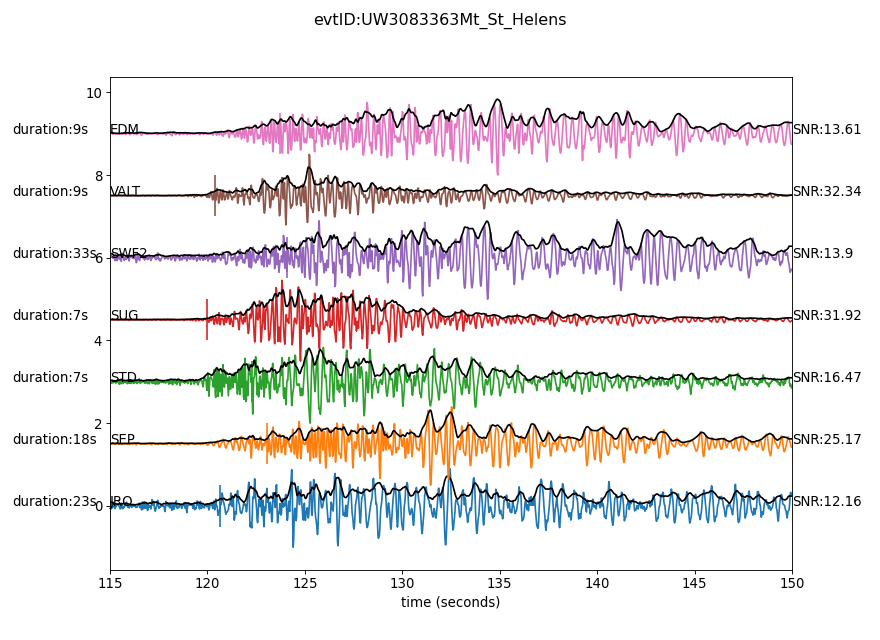 evtID:UW3083363Mt_St_Helens
10
duration:9s EDM SNR:13.61
8
duration:9s VALT SNR:32.34
duration:33s SWF2 SNR:13.9
6
duration:7s SUG SNR:31.92
4
duration:7s STD SNR:16.47
2
duration:18s SEP SNR:25.17
duration:23s JRO SNR:12.16
0
115 120 125 130 135 140 145 150
time (seconds)